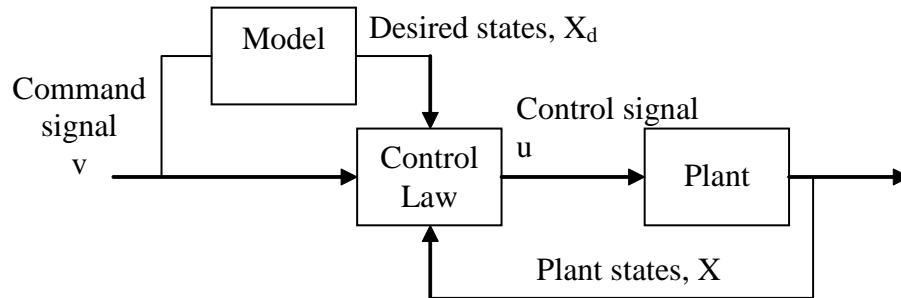 Model
Desired states, X_d
Command
signal
v
Control signal
u
Control
Law
Plant
Plant states, X